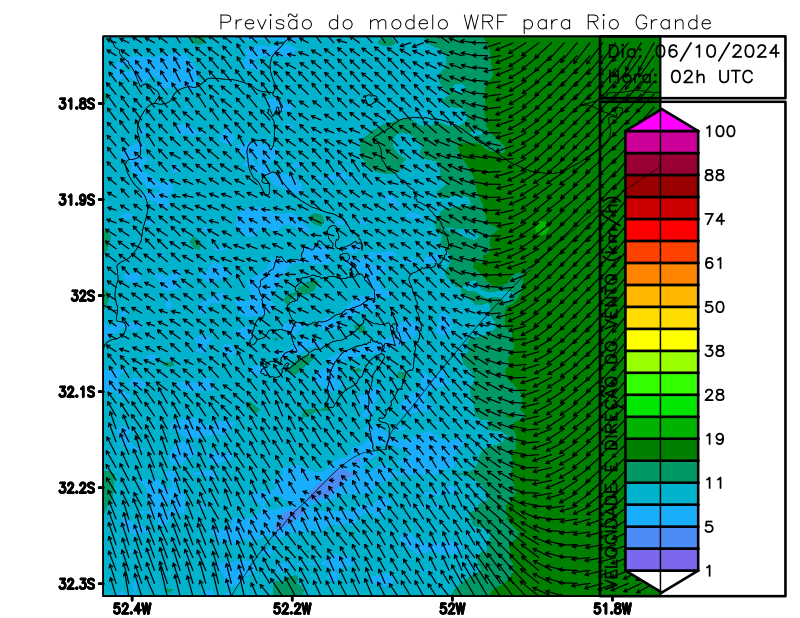 Previsão do modelo WRF para Rio Grande
Dia: 06/10/2024
Hora: 02h UTC
31.8S
31.9S
32S
32.1S
32.2S
32.3S
52.4W
52.2W
52W
51.8W
VELOCIDADE E DIREÇÃO DO VENTO (km/h)
100
88
74
61
50
38
28
19
11
5
1